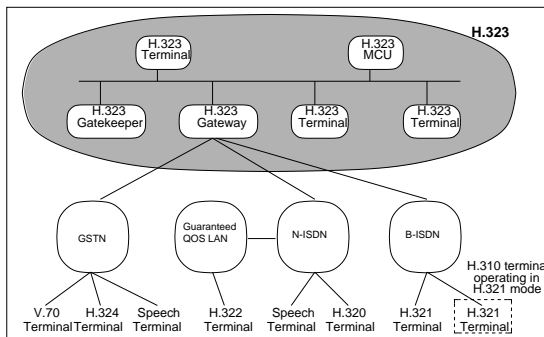 H.323
H.323
Terminal
H.323
MCU
H.323
Gatekeeper
H.323
Gateway
H.323
Terminal
H.323
Terminal
GSTN
Guaranteed
QOS LAN
N-ISDN
B-ISDN
H.310 termina
operating in
H.321 mode
V.70
Terminal
H.324
Terminal
Speech
Terminal
H.322
Terminal
Speech
Terminal
H.320
Terminal
H.321
Terminal
H.321
Terminal